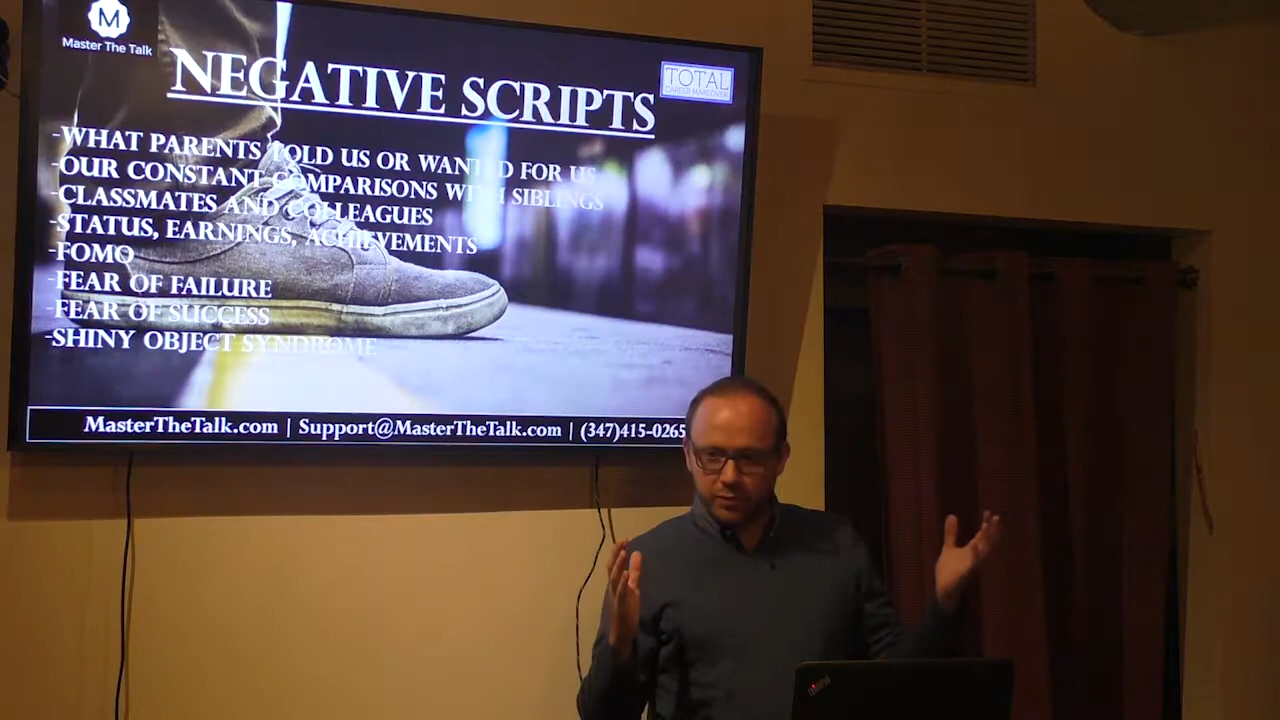 M
Master The Talk
NEGATIVE SCRIPTS
TOTAL
CAREER MAKEOVER
-WHAT PARENTS TOLD US OR WANTED FOR US
-OUR CONSTANT COMPARISONS WITH SIBLINGS
-CLASSMATES AND COLLEAGUES
-STATUS, EARNINGS, ACHIEVEMENTS
-FOMO
-FEAR OF FAILURE
-FEAR OF SUCCESS
-SHINY OBJECT SYNDROME
MasterTheTalk.com | Support@MasterTheTalk.com | (347)415-0265